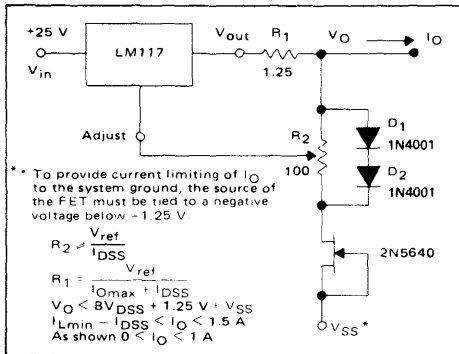 +25 V
V_in
LM117
V_out
R_1
1.25
V_O
I_O
Adjust
R_2
100
D_1
1N4001
D_2
1N4001
2N5640
V_SS*
* • To provide current limiting of I_O
to the system ground, the source of
the FET must be tied to a negative
voltage below -1.25 V.
R_2 ≠ V_ref / I_DSS
R_1 = V_ref / I_Omax + I_DSS
V_O < BV_DSS + 1.25 V + V_SS
I_Lmin - I_DSS < I_O < 1.5 A
As shown 0 < I_O < 1 A